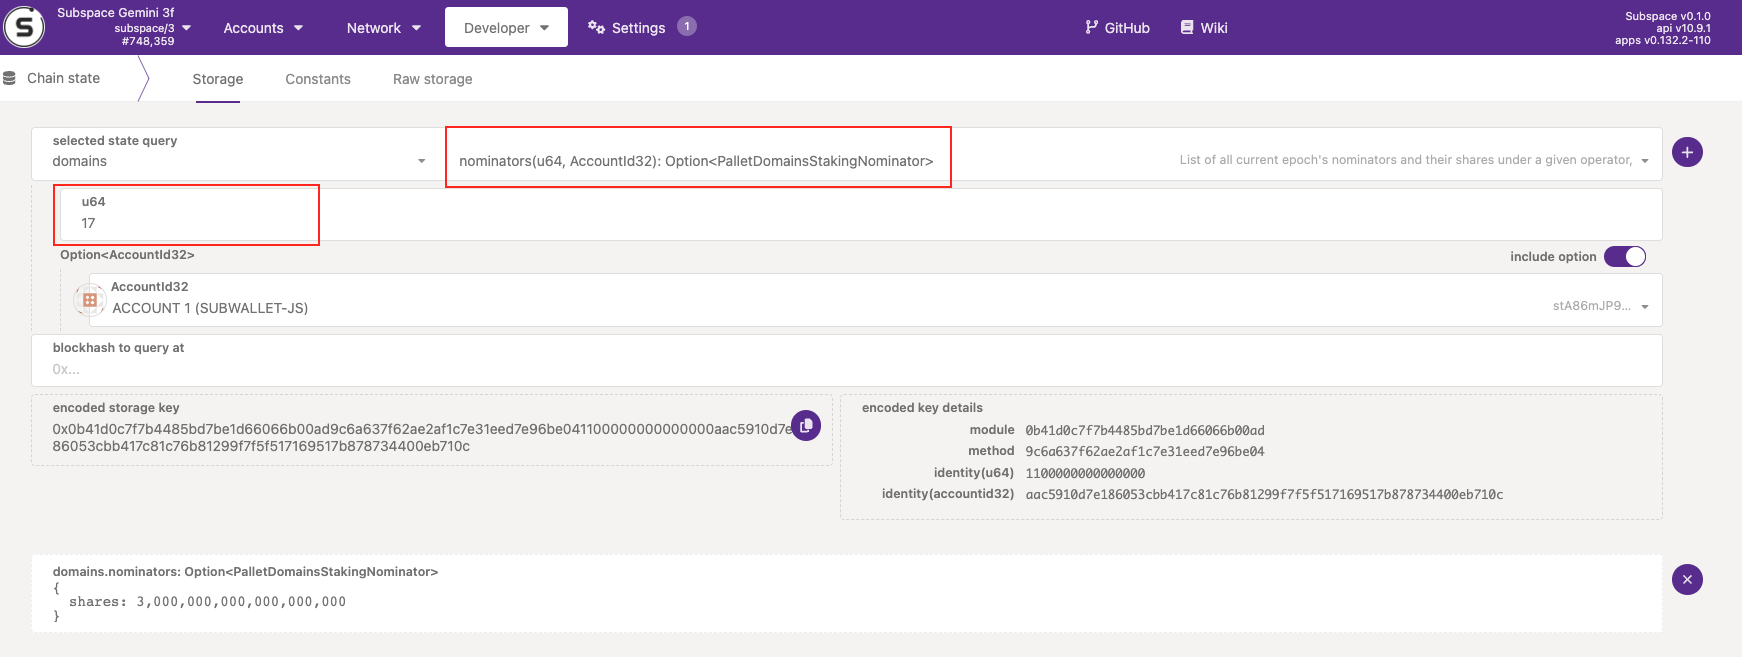 Subspace Gemini 3f
subspace/3
#748,359
Accounts
Network
Developer
Settings
1
GitHub
Wiki
Subspace v0.1.0
api v10.9.1
apps v0.132.2-110
Chain state
Storage
Constants
Raw storage
selected state query
domains
nominators(u64, AccountId32): Option<PalletDomainsStakingNominator>
List of all current epoch's nominators and their shares under a given operator,
u64
17
Option<AccountId32>
include option
AccountId32
ACCOUNT 1 (SUBWALLET-JS)
stA86mJP9...
blockhash to query at
0x...
encoded storage key
0x0b41d0c7f7b4485bd7be1d66066b00ad9c6a637f62ae2af1c7e31eed7e96be041100000000000000aac5910d7e
86053cbb417c81c76b81299f7f5f517169517b878734400eb710c
encoded key details
module 0b41d0c7f7b4485bd7be1d66066b00ad
method 9c6a637f62ae2af1c7e31eed7e96be04
identity(u64) 1100000000000000
identity(accountid32) aac5910d7e186053cbb417c81c76b81299f7f5f517169517b878734400eb710c
domains.nominators: Option<PalletDomainsStakingNominator>
{
shares: 3,000,000,000,000,000,000
}